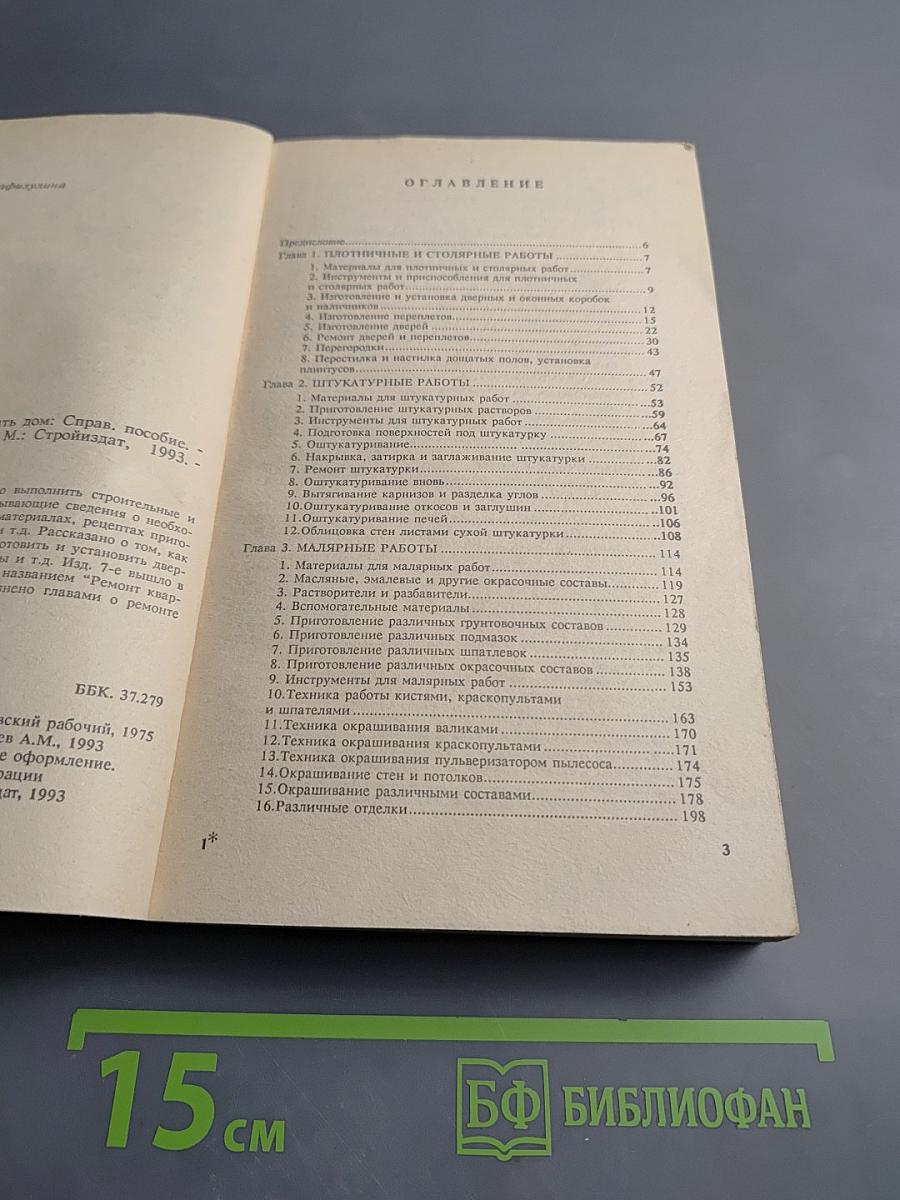 ать дом: Справ. пособие. -
М.: Стройиздат, 1993. -
о выполнить строительные и
ывающие сведения о необхо-
материалах, рецептах приго-
и т.д. Рассказано о том, как
отовить и установить двер-
ы и т.д. Изд. 7-е вышло в
названием "Ремонт квар-
нено главами о ремонте
ББК. 37.279
вский рабочий, 1975
ев А.М., 1993
е оформление.
рации
дат, 1993
ОГЛАВЛЕНИЕ
Предисловие...6
Глава 1. ПЛОТНИЧНЫЕ И СТОЛЯРНЫЕ РАБОТЫ...7
1. Материалы для плотничных и столярных работ...7
2. Инструменты и приспособления для плотничных
и столярных работ...9
3. Изготовление и установка дверных и оконных коробок
и наличников...12
4. Изготовление переплетов...15
5. Изготовление дверей...22
6. Ремонт дверей и переплетов...30
7. Перегородки...43
8. Перестилка и настилка дощатых полов, установка
плинтусов...47
Глава 2. ШТУКАТУРНЫЕ РАБОТЫ...52
1. Материалы для штукатурных работ...53
2. Приготовление штукатурных растворов...59
3. Инструменты для штукатурных работ...64
4. Подготовка поверхностей под штукатурку...67
5. Оштукатуривание...74
6. Накрывка, затирка и заглаживание штукатурки...82
7. Ремонт штукатурки...86
8. Оштукатуривание вновь...92
9. Вытягивание карнизов и разделка углов...96
10.Оштукатуривание откосов и заглушин...101
11.Оштукатуривание печей...106
12.Облицовка стен листами сухой штукатурки...108
Глава 3. МАЛЯРНЫЕ РАБОТЫ...114
1. Материалы для малярных работ...114
2. Масляные, эмалевые и другие окрасочные составы...119
3. Растворители и разбавители...127
4. Вспомогательные материалы...128
5. Приготовление различных грунтовочных составов...129
6. Приготовление различных подмазок...134
7. Приготовление различных шпатлевок...135
8. Приготовление различных окрасочных составов...138
9. Инструменты для малярных работ...153
10.Техника работы кистями, краскопультами
и шпателями...163
11.Техника окрашивания валиками...170
12.Техника окрашивания краскопультами...171
13.Техника окрашивания пульверизатором пылесоса...174
14.Окрашивание стен и потолков...175
15.Окрашивание различными составами...178
16.Различные отделки...198
1*
3
15 см
БФ БИБЛИОФАН